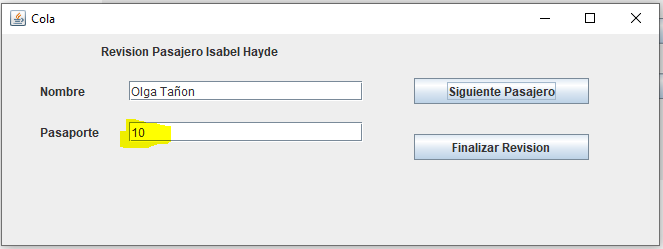 Cola
Revision Pasajero Isabel Hayde
Nombre
Olga Tañon
Siguiente Pasajero
Pasaporte
10
Finalizar Revision